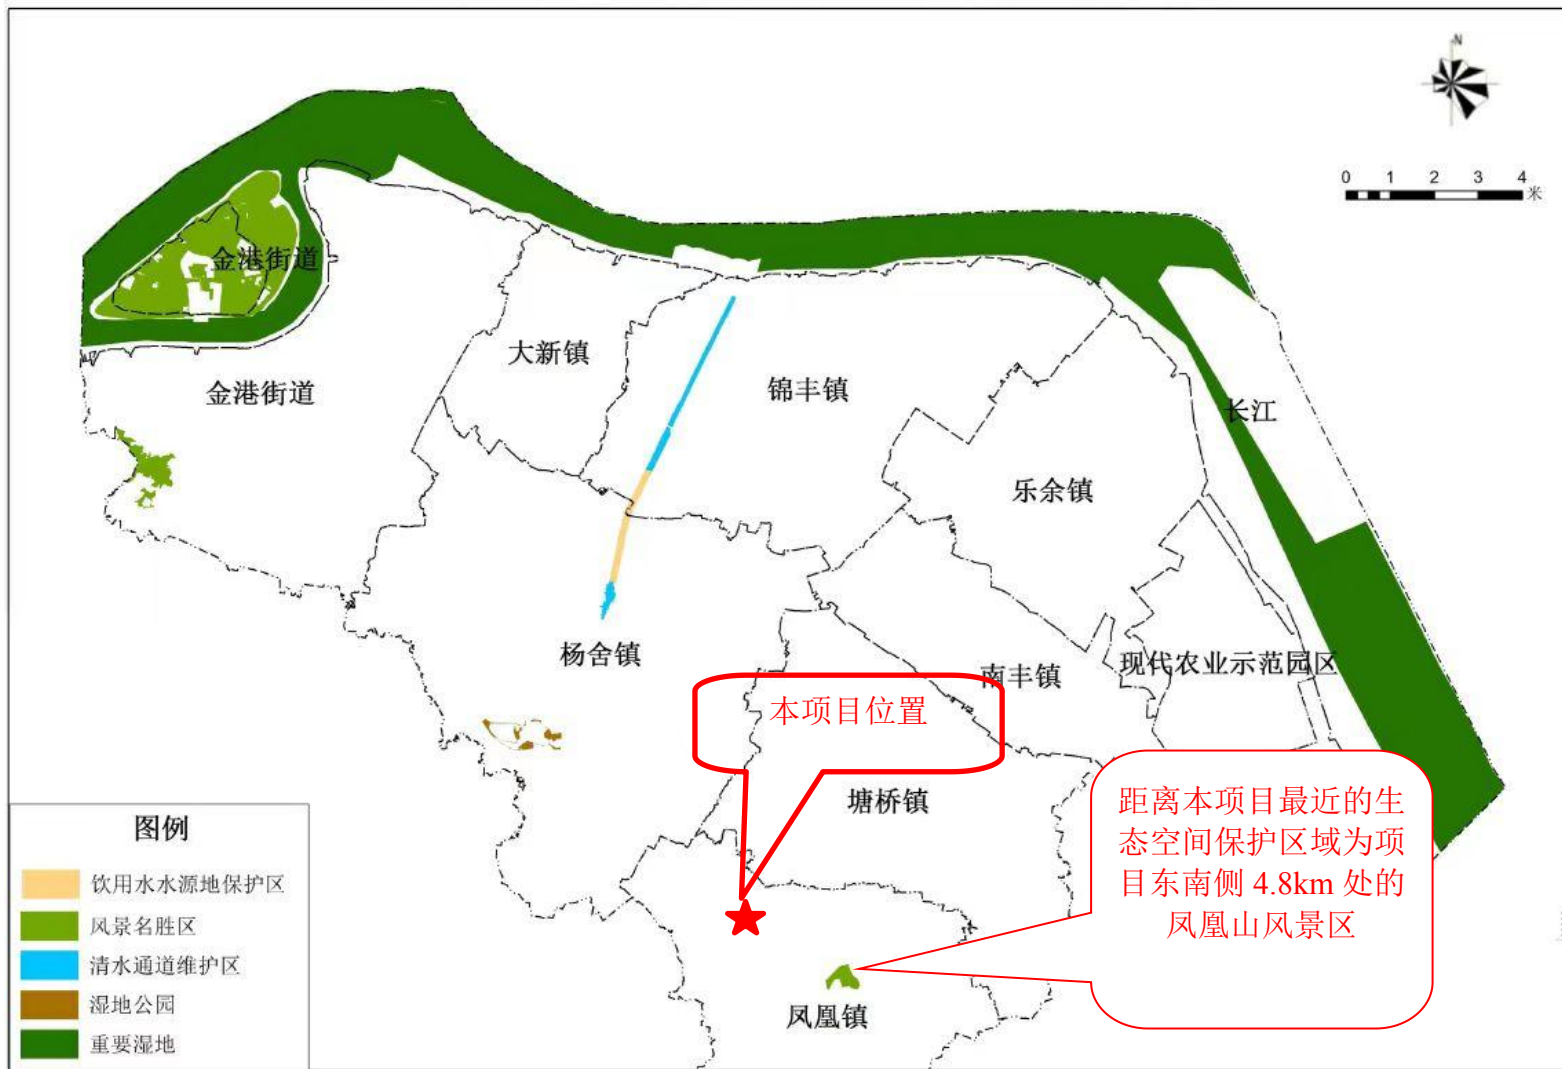 N
0 1 2 3 4
米
金港街道
大新镇
金港街道
锦丰镇
长江
乐余镇
杨舍镇
南丰镇
现代农业示范园区
本项目位置
塘桥镇
距离本项目最近的生
态空间保护区域为项
目东南侧 4.8km 处的
凤凰山风景区
凤凰镇
图例
饮用水水源地保护区
风景名胜区
清水通道维护区
湿地公园
重要湿地